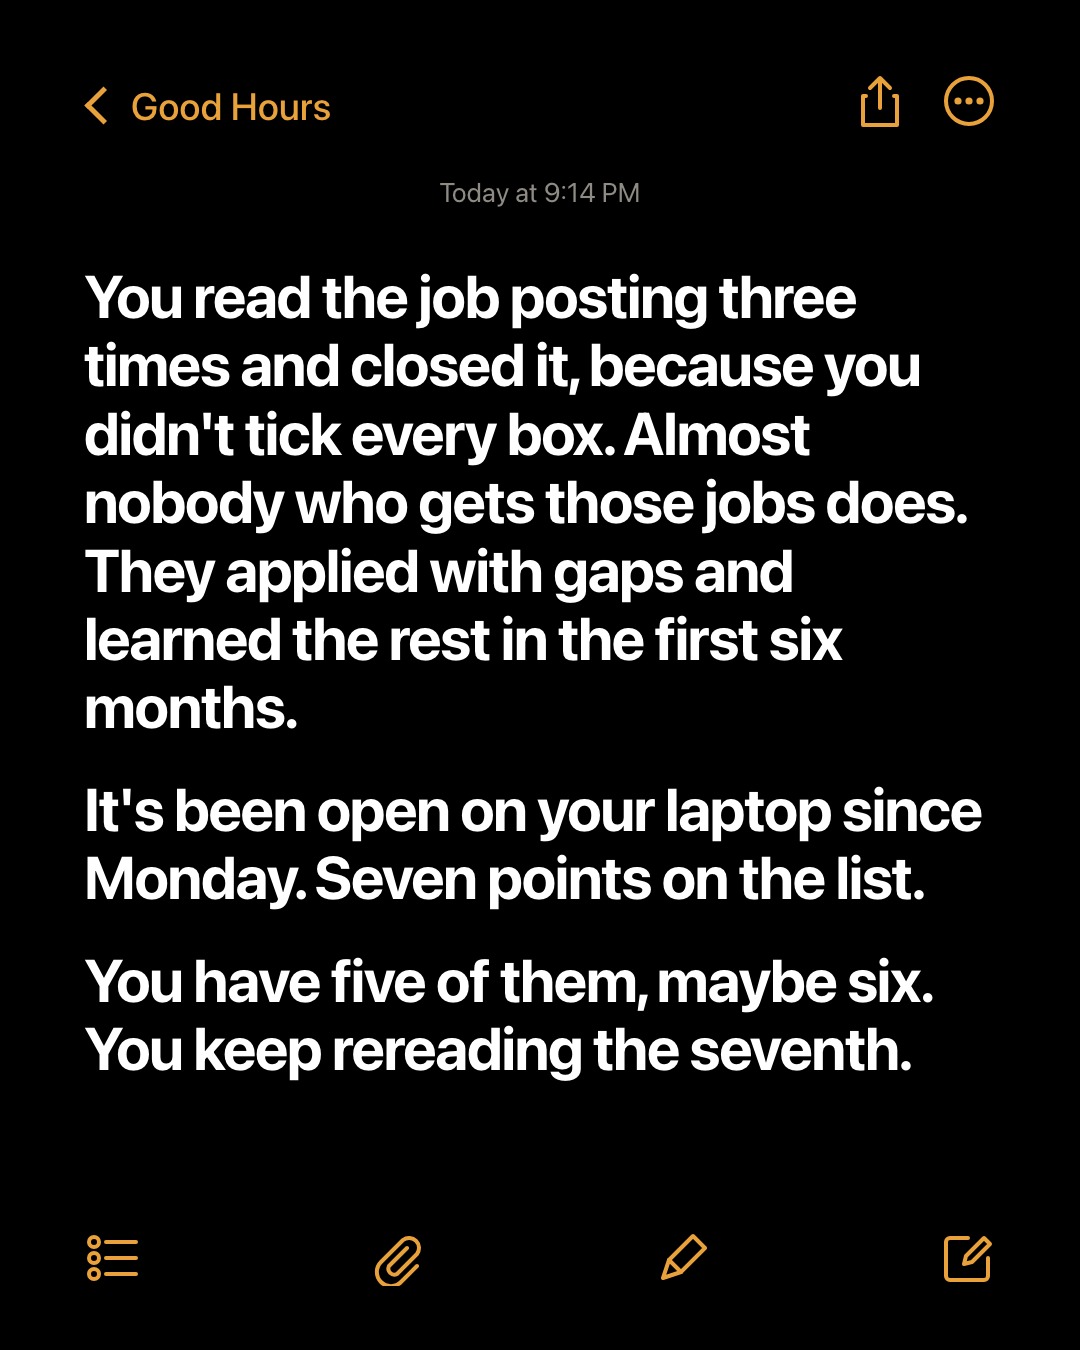 Good Hours
Today at 9:14 PM
You read the job posting three
times and closed it, because you
didn't tick every box. Almost
nobody who gets those jobs does.
They applied with gaps and
learned the rest in the first six
months.
It's been open on your laptop since
Monday. Seven points on the list.
You have five of them, maybe six.
You keep rereading the seventh.